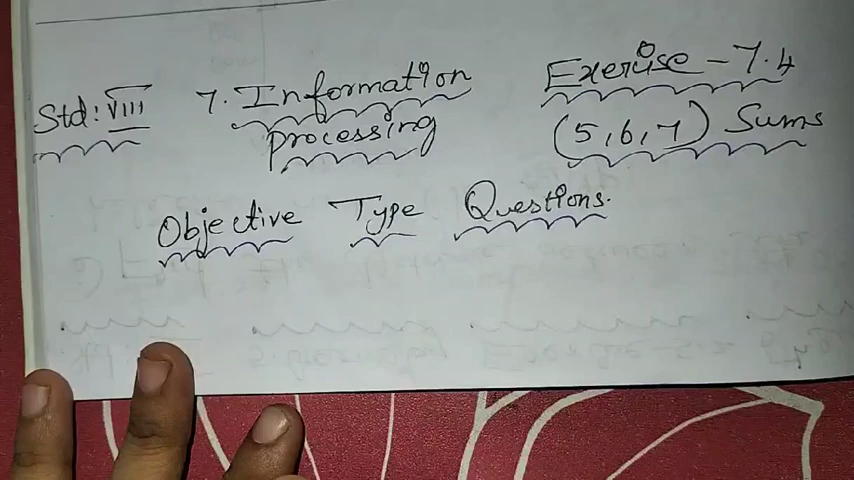 Std: VIII 7. Information Exercise - 7.4
Processing (5, 6, 7) Sums
Objective Type Questions.